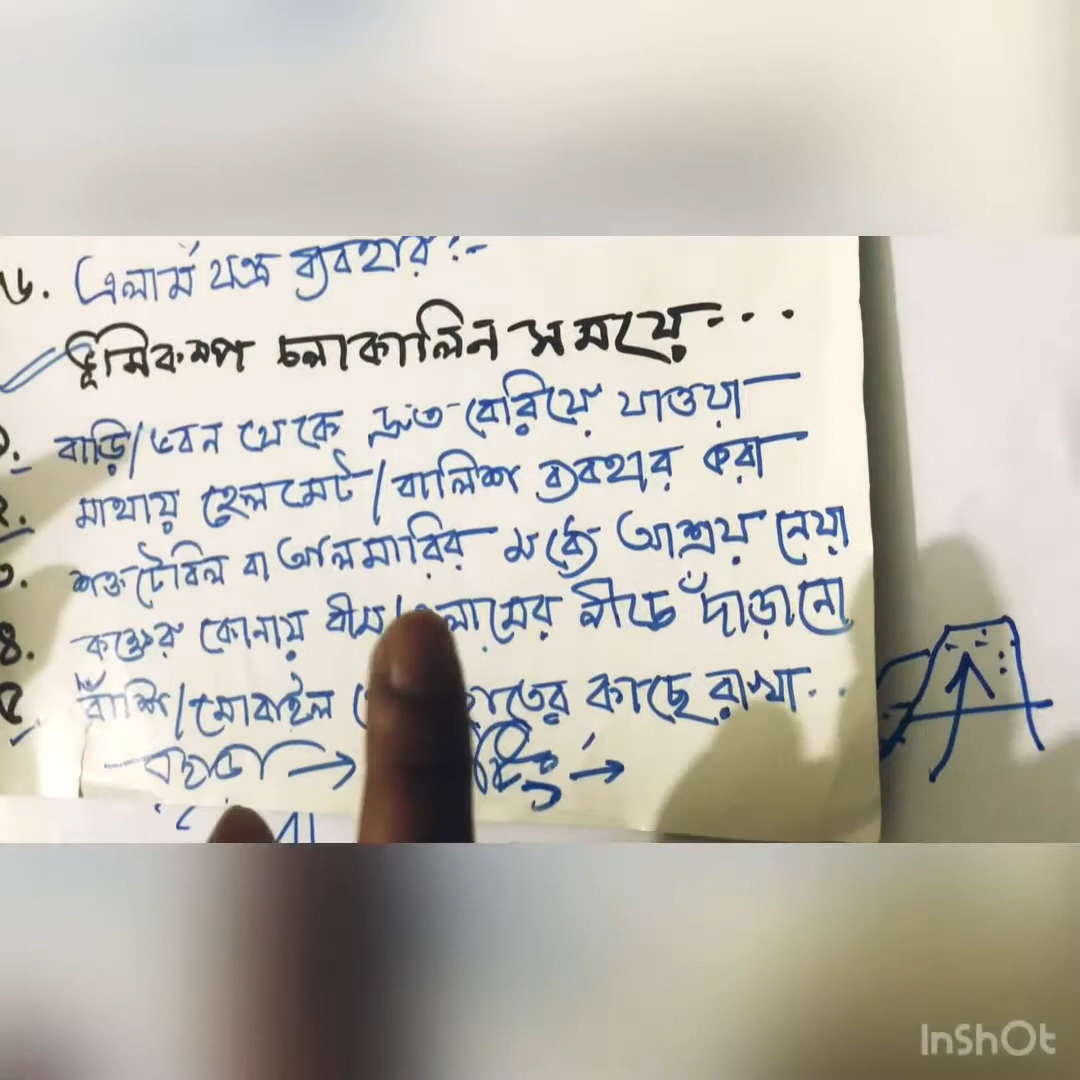 ৬. এলার্ম যন্ত্র ব্যবহার:-
ভূমিকম্প চলাকালিন সময়ে...
১. বাড়ি/ভবন থেকে দ্রুত বেরিয়ে যাওয়া
২. মাথায় হেলমেট/বালিশ ব্যবহার করা
৩. শক্ত টেবিল বা আলমারির মধ্যে আশ্রয় নেয়া
৪. কক্ষের কোনায় বীম/ নীচে দাঁড়ানো
৫ বাঁশি/মোবাইল কাছে রাখা..
InShOt